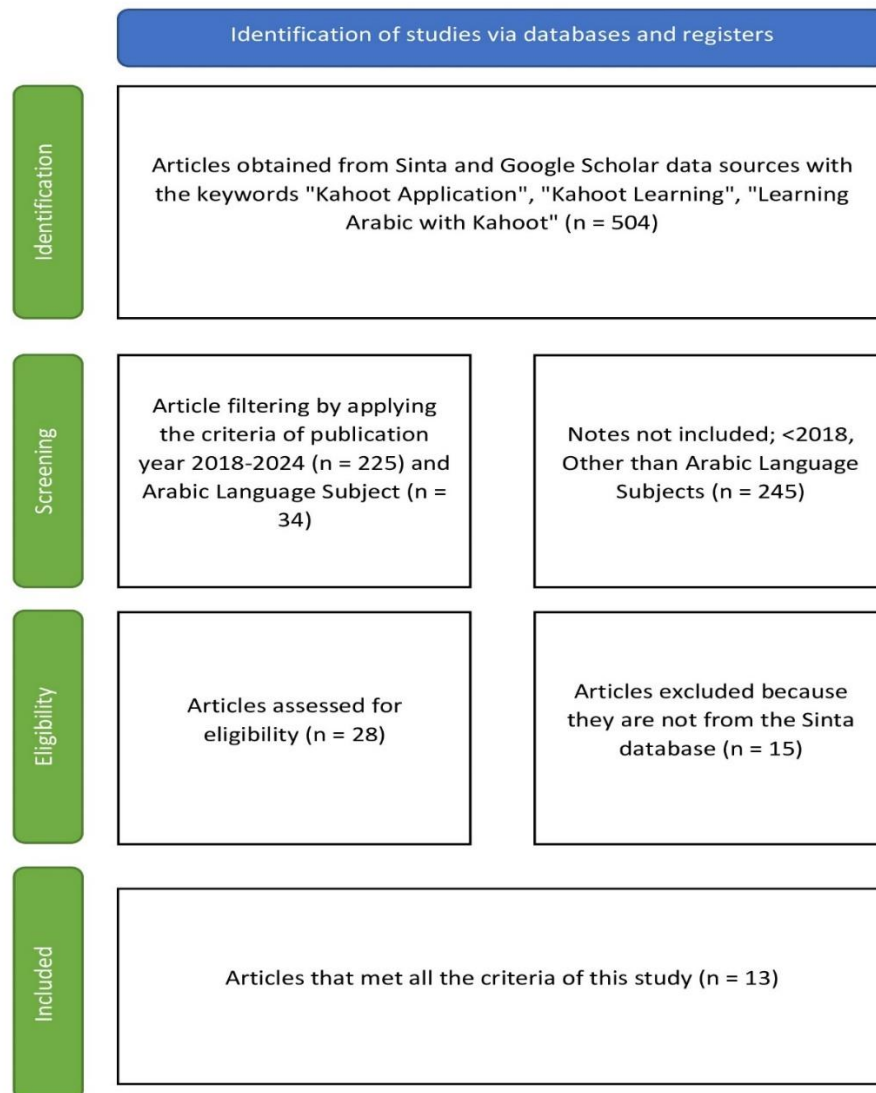 Identification of studies via databases and registers
Identification
Articles obtained from Sinta and Google Scholar data sources with
the keywords "Kahoot Application", "Kahoot Learning", "Learning
Arabic with Kahoot" (n = 504)
Screening
Article filtering by applying
the criteria of publication
year 2018-2024 (n = 225) and
Arabic Language Subject (n =
34)
Notes not included; <2018,
Other than Arabic Language
Subjects (n = 245)
Eligibility
Articles assessed for
eligibility (n = 28)
Articles excluded because
they are not from the Sinta
database (n = 15)
Included
Articles that met all the criteria of this study (n = 13)